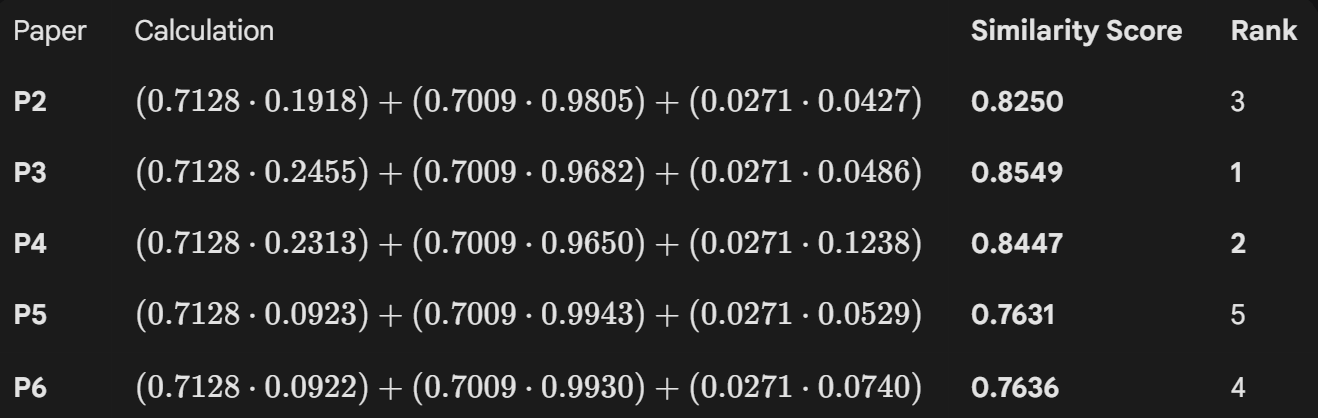 Paper Calculation Similarity Score Rank
P2 (0.7128 · 0.1918) + (0.7009 · 0.9805) + (0.0271 · 0.0427) 0.8250 3
P3 (0.7128 · 0.2455) + (0.7009 · 0.9682) + (0.0271 · 0.0486) 0.8549 1
P4 (0.7128 · 0.2313) + (0.7009 · 0.9650) + (0.0271 · 0.1238) 0.8447 2
P5 (0.7128 · 0.0923) + (0.7009 · 0.9943) + (0.0271 · 0.0529) 0.7631 5
P6 (0.7128 · 0.0922) + (0.7009 · 0.9930) + (0.0271 · 0.0740) 0.7636 4